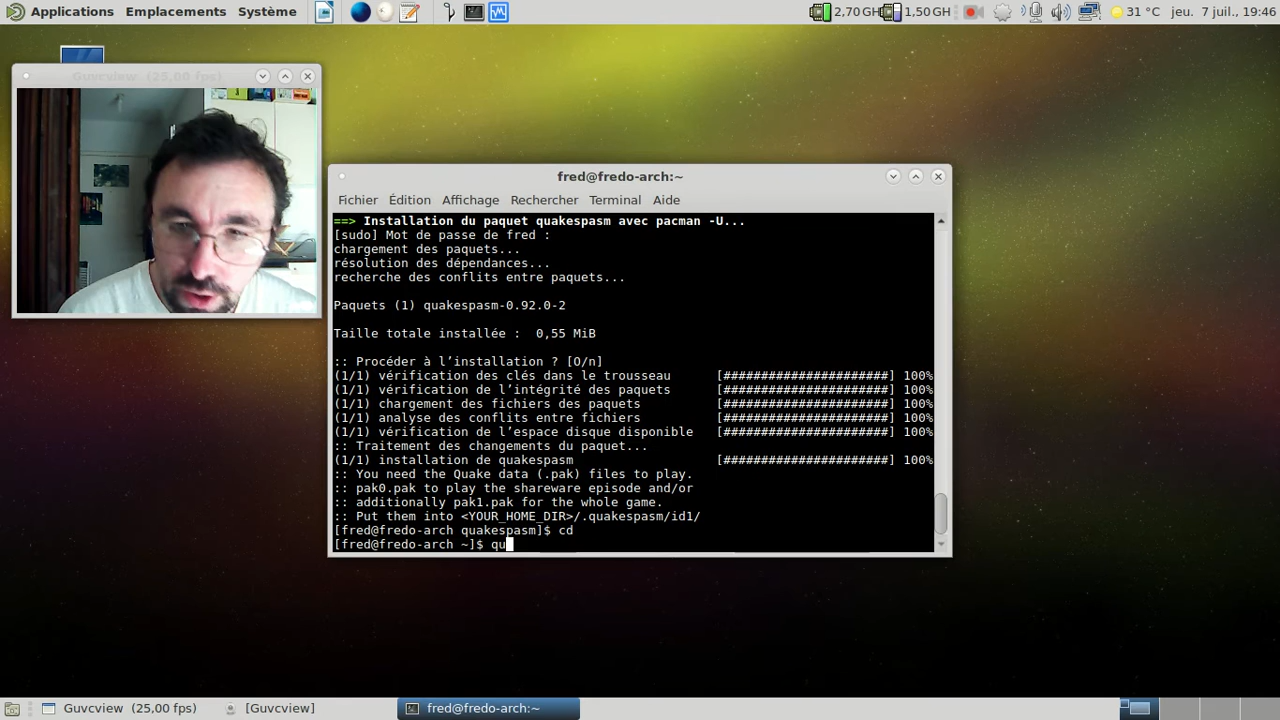 Applications Emplacements Système 2,70 GH 1,50GH 31 °C jeu. 7 juil., 19:46
Guvcview (25,00 fps)
fred@fredo-arch:~
Fichier Édition Affichage Rechercher Terminal Aide
==> Installation du paquet quakespasm avec pacman -U...
[sudo] Mot de passe de fred :
chargement des paquets...
résolution des dépendances...
recherche des conflits entre paquets...
Paquets (1) quakespasm-0.92.0-2
Taille totale installée :  0,55 MiB
:: Procéder à l’installation ? [O/n]
(1/1) vérification des clés dans le trousseau [######################] 100%
(1/1) vérification de l’intégrité des paquets [######################] 100%
(1/1) chargement des fichiers des paquets [######################] 100%
(1/1) analyse des conflits entre fichiers [######################] 100%
(1/1) vérification de l’espace disque disponible [######################] 100%
:: Traitement des changements du paquet...
(1/1) installation de quakespasm [######################] 100%
:: You need the Quake data (.pak) files to play.
:: pak0.pak to play the shareware episode and/or
:: additionally pak1.pak for the whole game.
:: Put them into <YOUR_HOME_DIR>/.quakespasm/id1/
[fred@fredo-arch quakespasm]$ cd
[fred@fredo-arch ~]$ qu
Guvcview (25,00 fps) [Guvcview] fred@fredo-arch:~